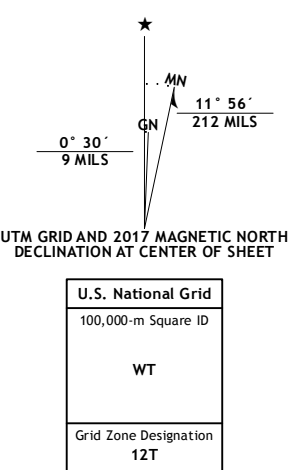 ★
MN
11° 56´
212 MILS
GN
0° 30´
9 MILS
UTM GRID AND 2017 MAGNETIC NORTH
DECLINATION AT CENTER OF SHEET
U.S. National Grid
100,000-m Square ID
WT
Grid Zone Designation
12T